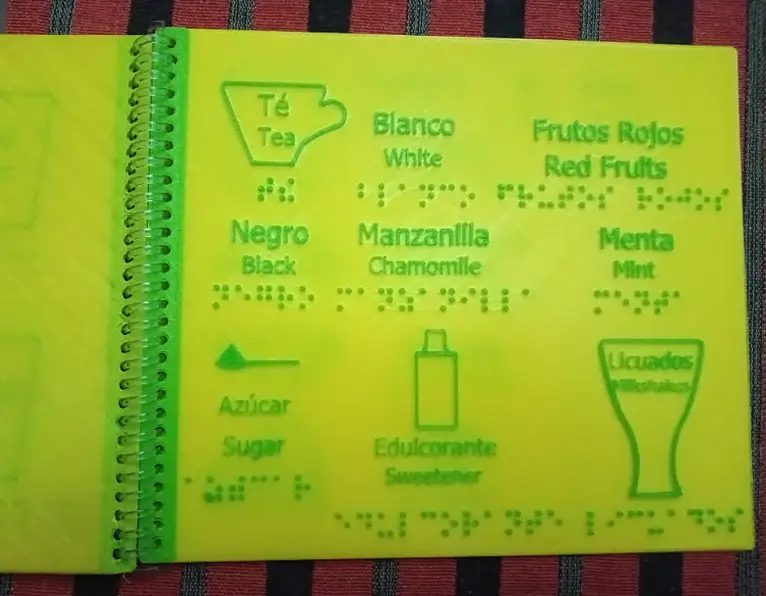 Té
Tea
Blanco
White
Frutos Rojos
Red Fruits
Negro
Black
Manzanilla
Chamomile
Menta
Mint
Azúcar
Sugar
Edulcorante
Sweetener
Licuados
Milkshakes